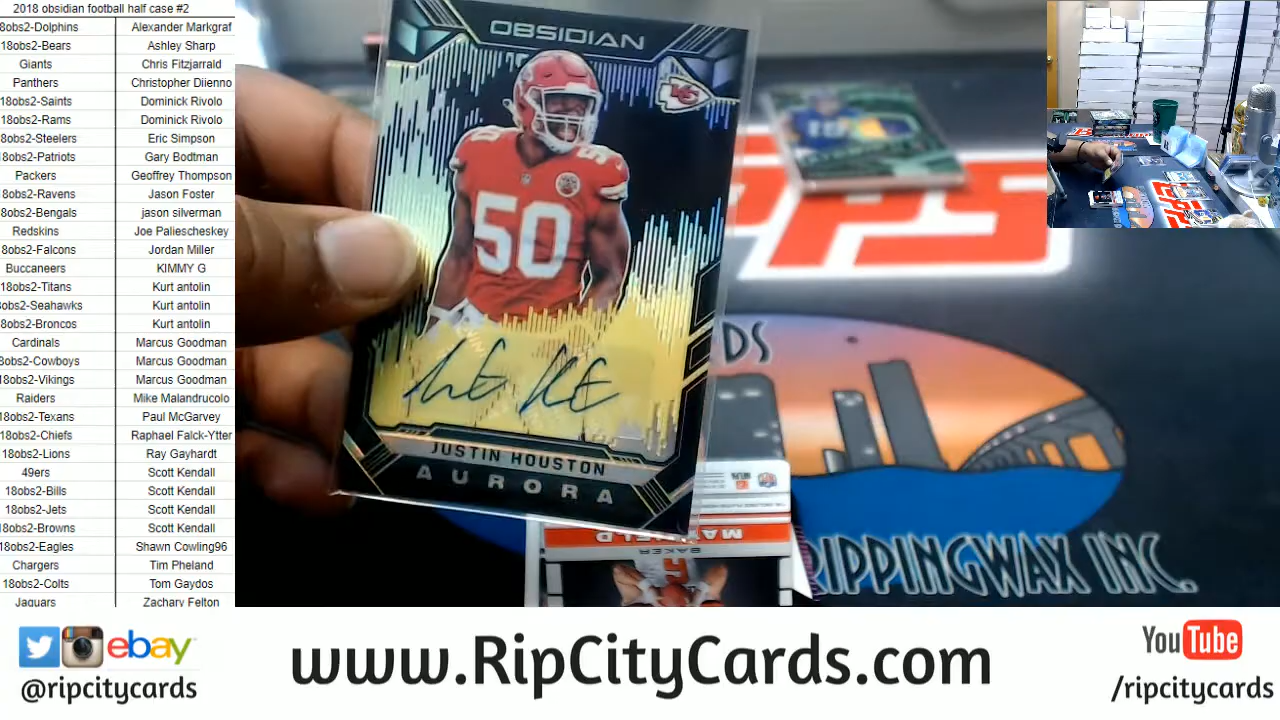 2018 obsidian football half case #2
8obs2-Dolphins Alexander Markgraf
18obs2-Bears Ashley Sharp
Giants Chris Fitzjarrald
Panthers Christopher DiIenno
18obs2-Saints Dominick Rivolo
18obs2-Rams Dominick Rivolo
8obs2-Steelers Eric Simpson
8obs2-Patriots Gary Bodtman
Packers Geoffrey Thompson
8obs2-Ravens Jason Foster
8obs2-Bengals jason silverman
Redskins Joe Paliescheskey
8obs2-Falcons Jordan Miller
Buccaneers KIMMY G
18obs2-Titans Kurt antolin
obs2-Seahawks Kurt antolin
8obs2-Broncos Kurt antolin
Cardinals Marcus Goodman
8obs2-Cowboys Marcus Goodman
8obs2-Vikings Marcus Goodman
Raiders Mike Malandrucolo
18obs2-Texans Paul McGarvey
18obs2-Chiefs Raphael Falck-Ytter
18obs2-Lions Ray Gayhardt
49ers Scott Kendall
18obs2-Bills Scott Kendall
18obs2-Jets Scott Kendall
8obs2-Browns Scott Kendall
8obs2-Eagles Shawn Cowling96
Chargers Tim Pheland
18obs2-Colts Tom Gaydos
Jaguars Zachary Felton
OBSIDIAN
KC
50
JUSTIN HOUSTON
AURORA
DS
RIPPINGWAX INC.
MAYFIELD
BAKER
ebay
@ripcitycards
www.RipCityCards.com
YouTube
/ripcitycards